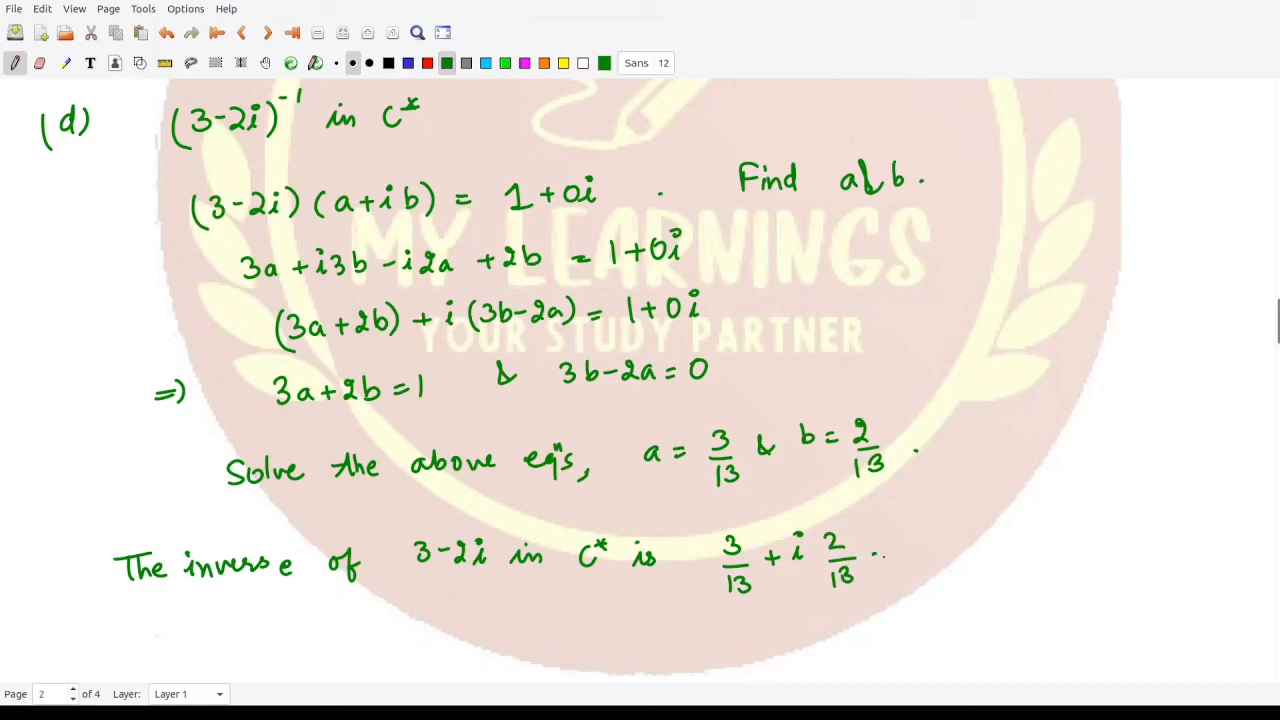 File Edit View Page Tools Options Help
Sans 12
(d) (3-2i)⁻¹ in C*
(3-2i)(a+ib) = 1+0i . Find a & b.
3a + i3b - i2a + 2b = 1+0i
(3a+2b) + i(3b-2a) = 1+0i
=) 3a+2b=1 & 3b-2a=0
Solve the above eqⁿs, a = 3/13 & b = 2/13 .
The inverse of 3-2i in C* is 3/13 + i 2/13 ..
MY LEARNINGS
YOUR STUDY PARTNER
Page 2 of 4 Layer: Layer 1